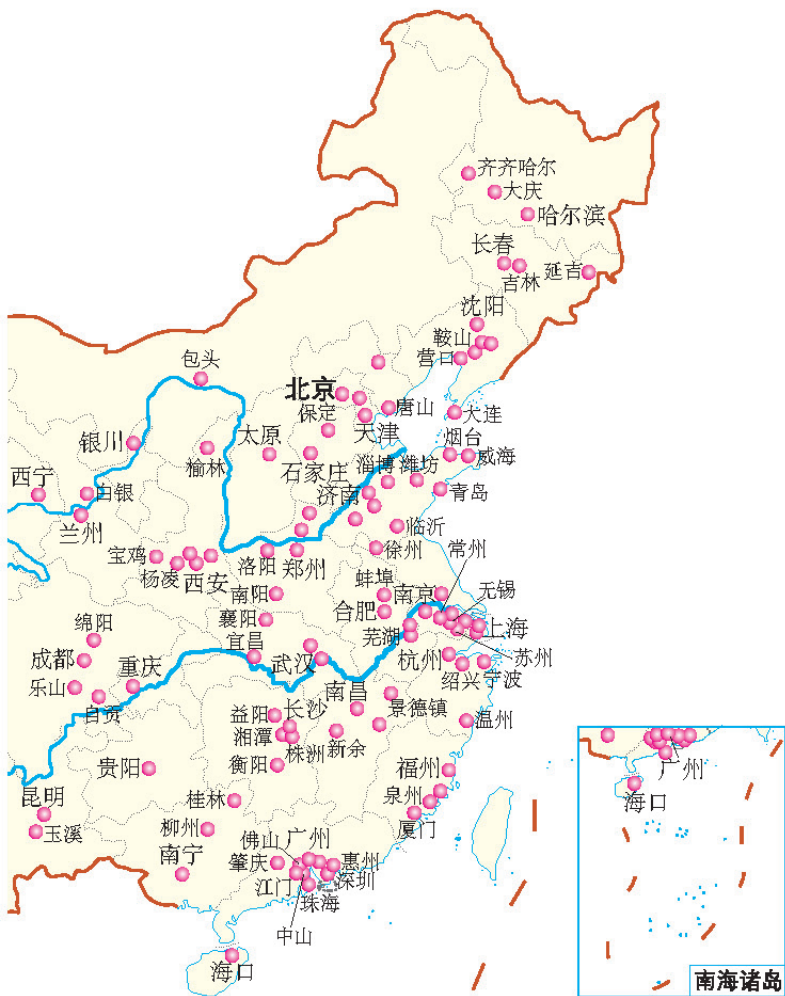 齐齐哈尔
大庆
哈尔滨
长春
吉林
延吉
沈阳
鞍山
营口
包头
北京
唐山
大连
保定
天津
烟台
银川
太原
威海
榆林
石家庄
淄博
潍坊
西宁
白银
济南
青岛
兰州
临沂
宝鸡
徐州
常州
杨凌
西安
洛阳
郑州
蚌埠
无锡
南阳
合肥
南京
襄阳
上海
绵阳
宜昌
芜湖
成都
武汉
杭州
苏州
重庆
绍兴
宁波
乐山
南昌
自贡
景德镇
益阳
长沙
温州
湘潭
新余
株洲
贵阳
衡阳
福州
广州
昆明
桂林
泉州
海口
玉溪
柳州
厦门
佛山
广州
南宁
肇庆
惠州
江门
深圳
珠海
中山
海口
南海诸岛